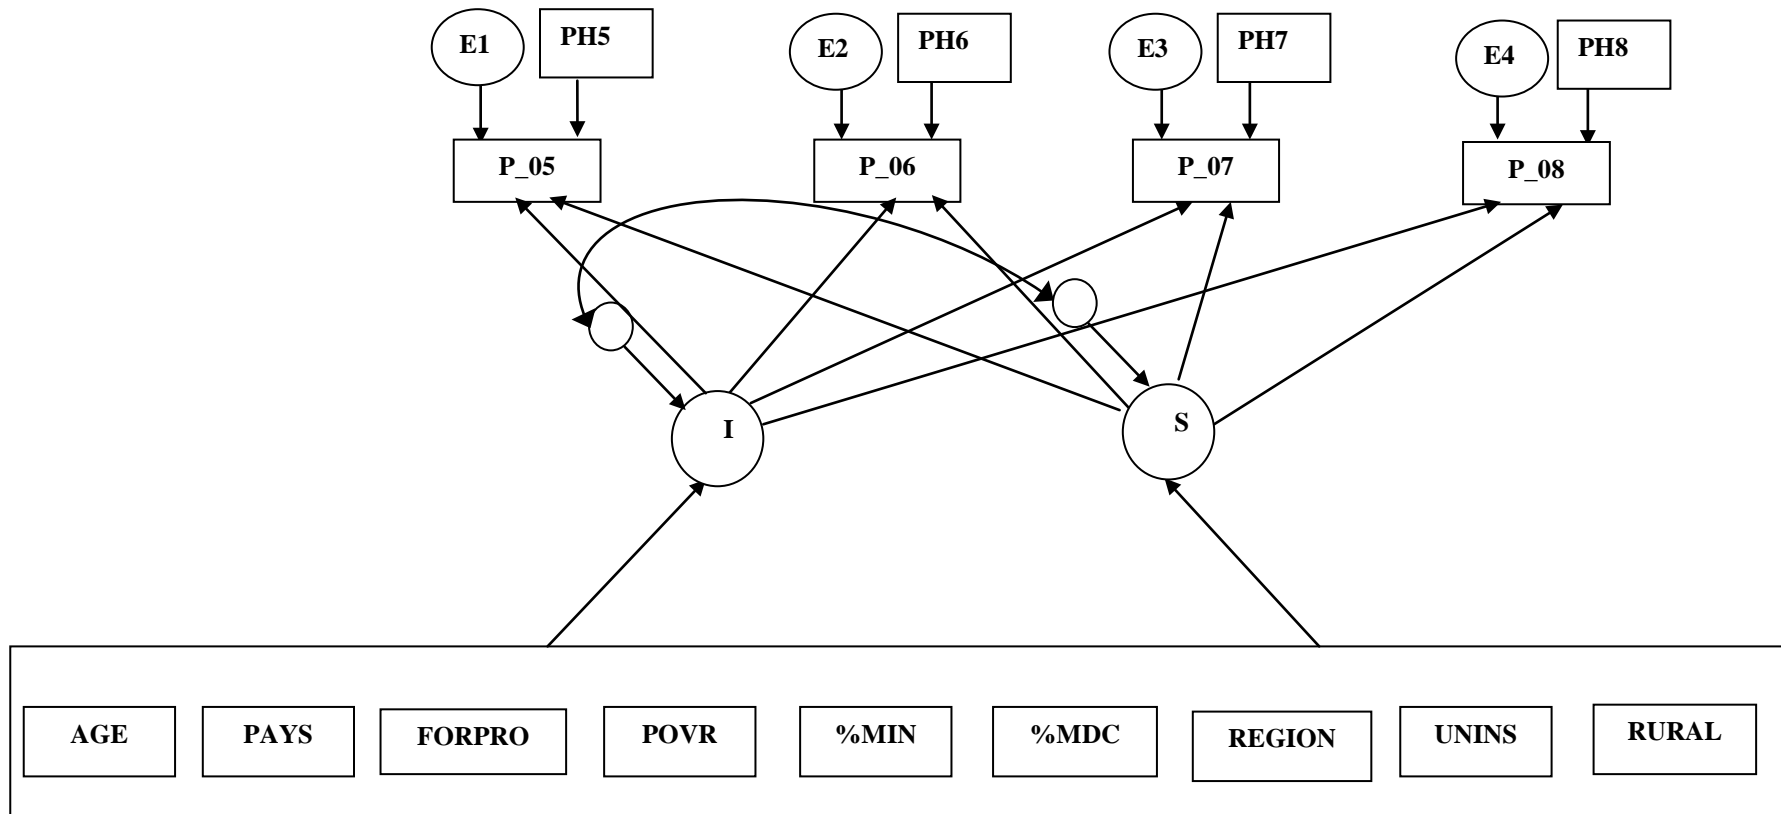 E1
PH5
E2
PH6
E3
PH7
E4
PH8
P_05
P_06
P_07
P_08
I
S
AGE
PAYS
FORPRO
POVR
%MIN
%MDC
REGION
UNINS
RURAL